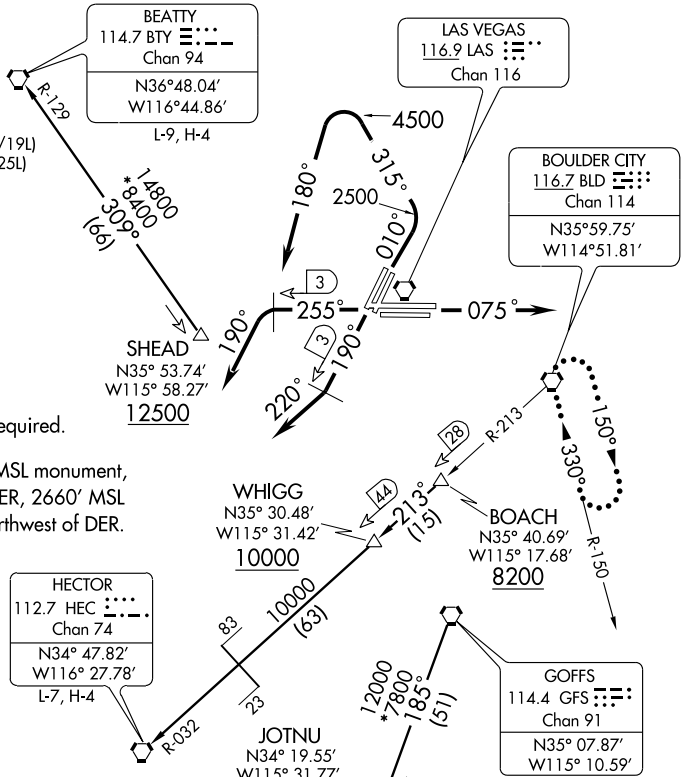 BEATTY
114.7 BTY
Chan 94
N36°48.04'
W116°44.86'
L-9, H-4
R-129
/19L)
25L)
14800
*8400
309°
(66)
SHEAD
N35° 53.74'
W115° 58.27'
12500
LAS VEGAS
116.9 LAS
Chan 116
4500
315°
180°
2500
010°
3
255°
190°
075°
3
190°
220°
BOULDER CITY
116.7 BLD
Chan 114
N35°59.75'
W114°51.81'
150°
330°
R-213
R-150
equired.
MSL monument,
ER, 2660' MSL
rthwest of DER.
28
BOACH
N35° 40.69'
W115° 17.68'
8200
213°
(15)
44
WHIGG
N35° 30.48'
W115° 31.42'
10000
10000
(63)
83
23
R-032
HECTOR
112.7 HEC
Chan 74
N34° 47.82'
W116° 27.78'
L-7, H-4
GOFFS
114.4 GFS
Chan 91
N35° 07.87'
W115° 10.59'
12000
*7800
185°
(51)
JOTNU
N34° 19.55'
W115° 31.77'